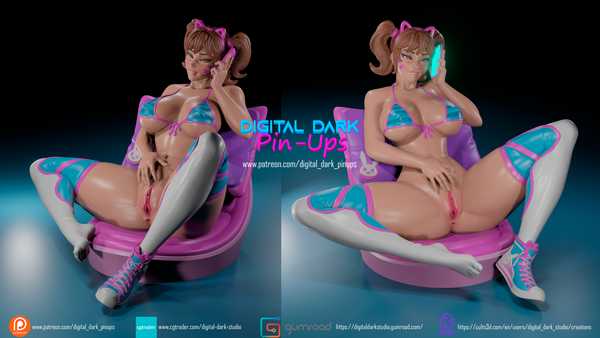 DIGITAL DARK
Pin-Ups
www.patreon.com/digital_dark_pinups
www.patreon.com/digital_dark_pinups
cgtrader
www.cgtrader.com/digital-dark-studio
gumroad
https://digitaldarkstudio.gumroad.com/
https://cults3d.com/en/users/digital_dark_studio/creations